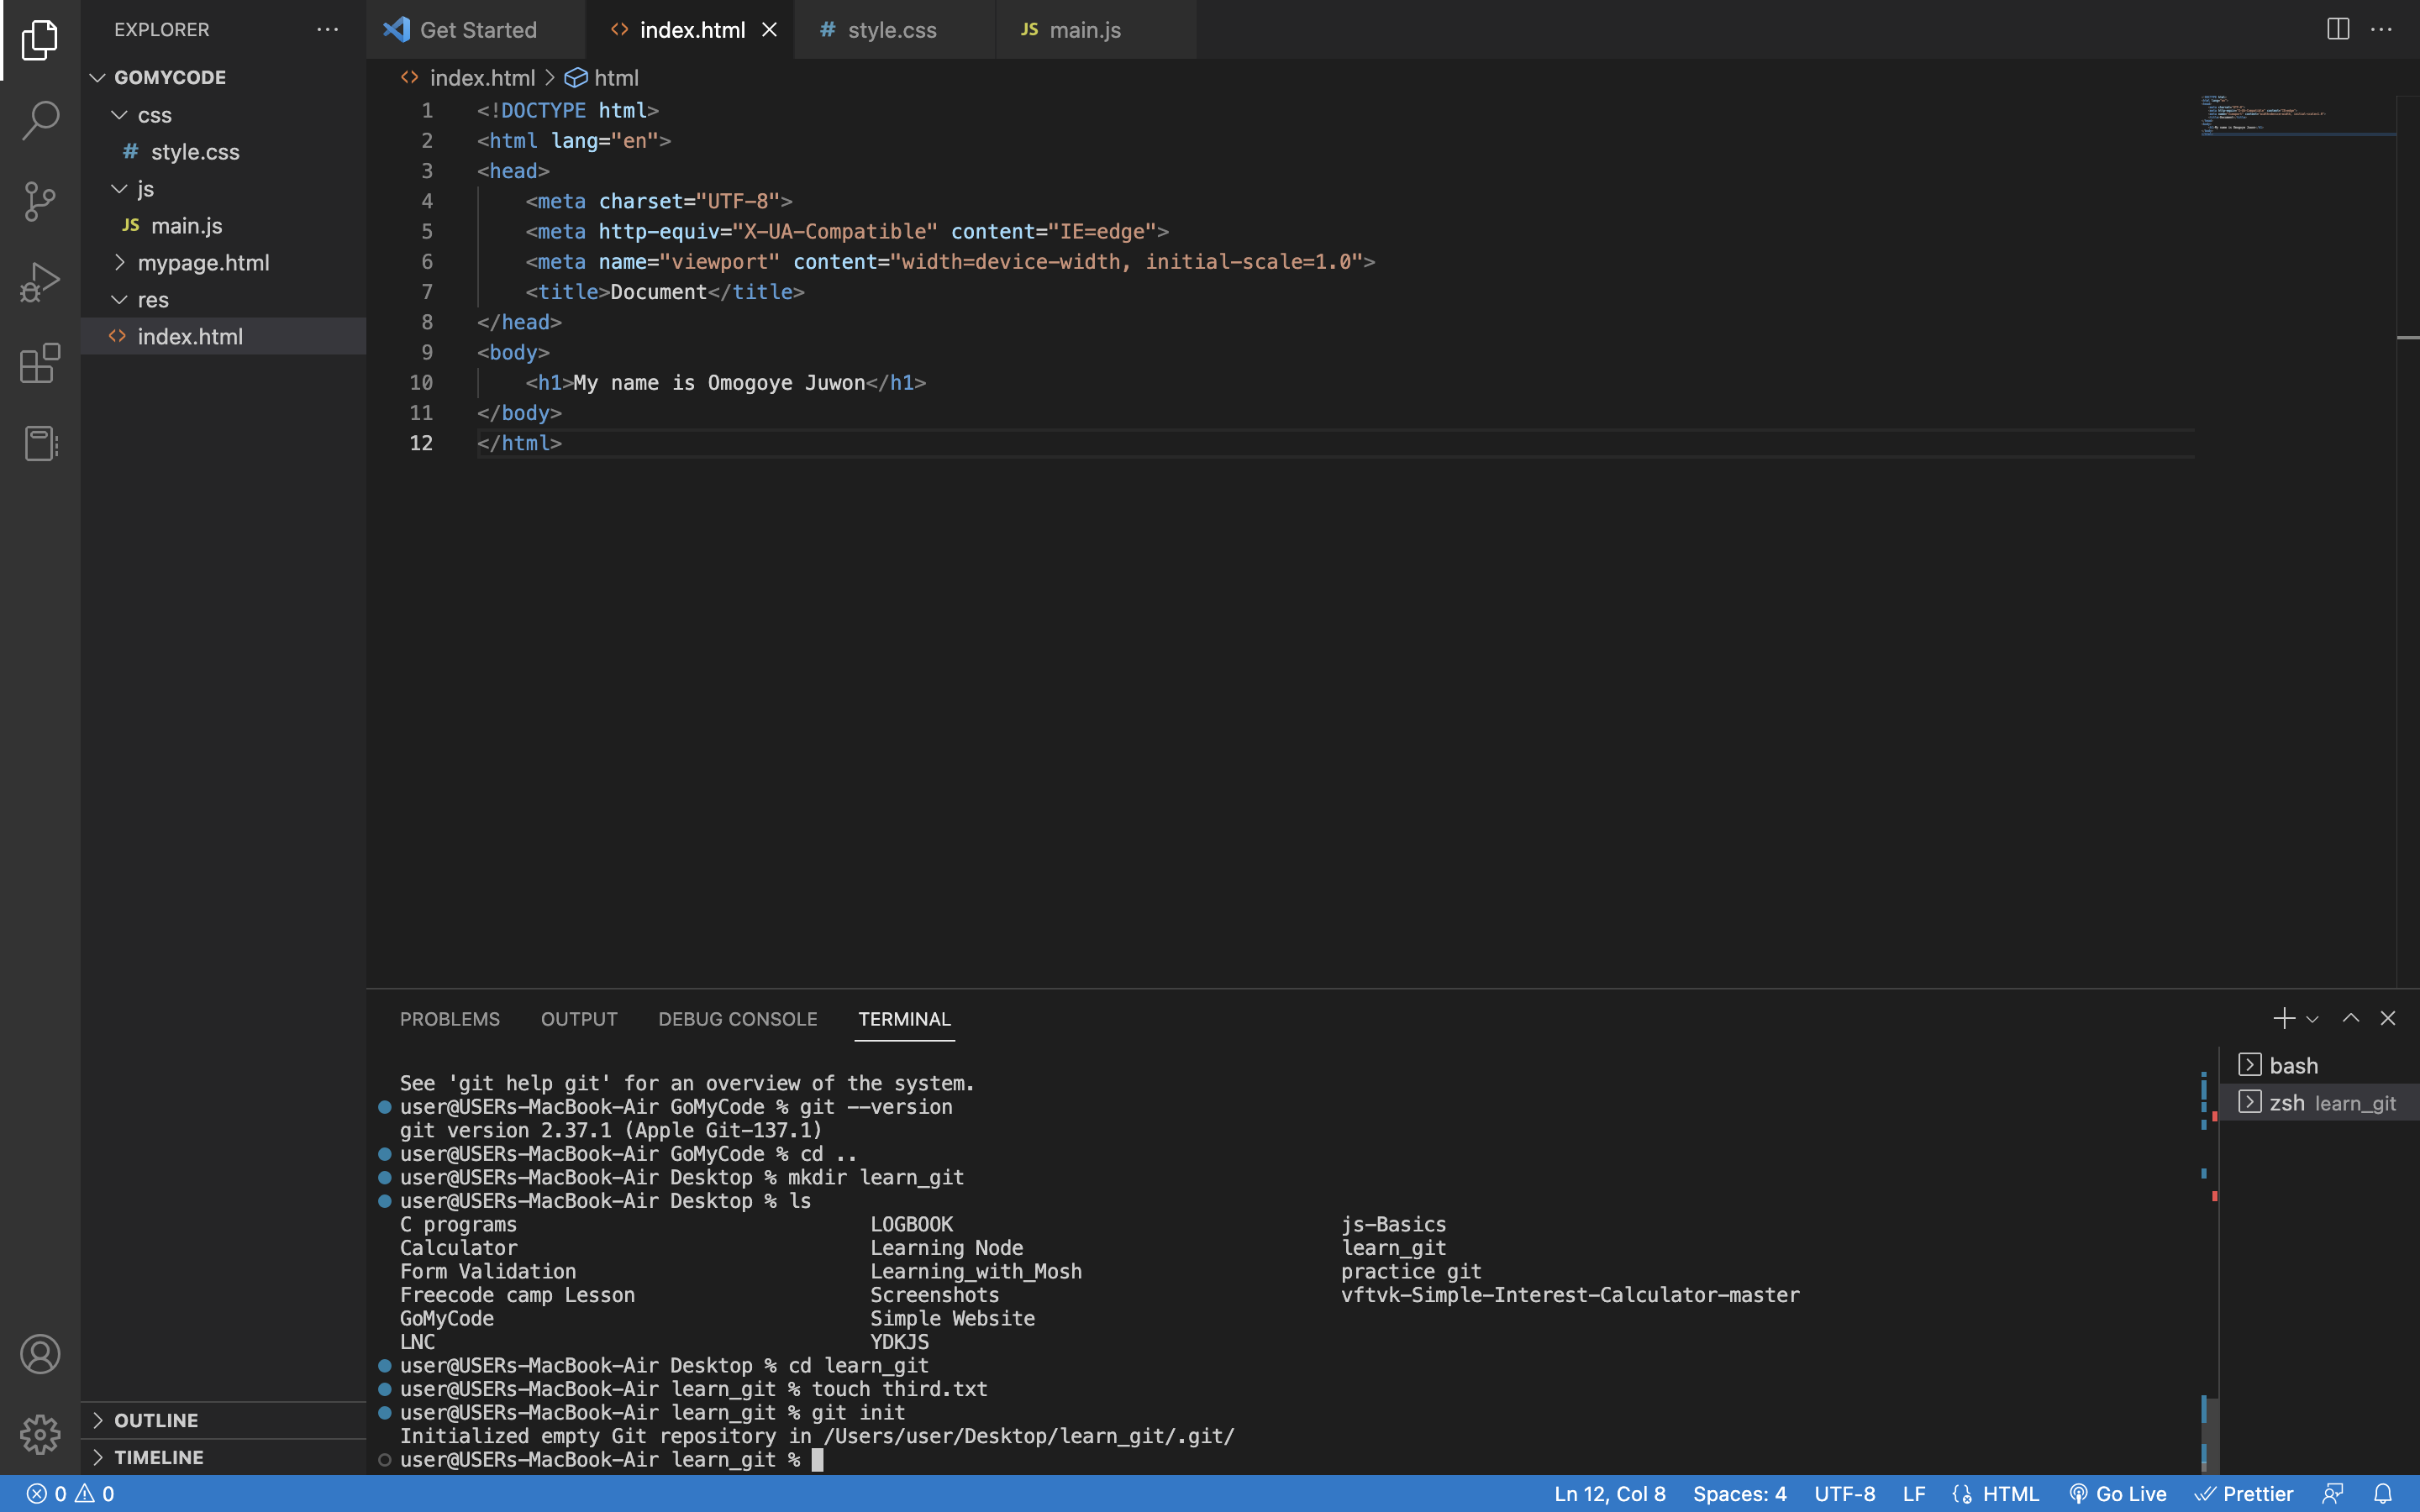 EXPLORER
GOMYCODE
css
# style.css
js
JS main.js
mypage.html
res
index.html
OUTLINE
TIMELINE
Get Started
index.html
# style.css
JS main.js
index.html > html
1 <!DOCTYPE html>
2 <html lang="en">
3 <head>
4 <meta charset="UTF-8">
5 <meta http-equiv="X-UA-Compatible" content="IE=edge">
6 <meta name="viewport" content="width=device-width, initial-scale=1.0">
7 <title>Document</title>
8 </head>
9 <body>
10 <h1>My name is Omogoye Juwon</h1>
11 </body>
12 </html>
PROBLEMS OUTPUT DEBUG CONSOLE TERMINAL
See 'git help git' for an overview of the system.
user@USERs-MacBook-Air GoMyCode % git --version
git version 2.37.1 (Apple Git-137.1)
user@USERs-MacBook-Air GoMyCode % cd ..
user@USERs-MacBook-Air Desktop % mkdir learn_git
user@USERs-MacBook-Air Desktop % ls
C programs LOGBOOK js-Basics
Calculator Learning Node learn_git
Form Validation Learning_with_Mosh practice git
Freecode camp Lesson Screenshots vftvk-Simple-Interest-Calculator-master
GoMyCode Simple Website
LNC YDKJS
user@USERs-MacBook-Air Desktop % cd learn_git
user@USERs-MacBook-Air learn_git % touch third.txt
user@USERs-MacBook-Air learn_git % git init
Initialized empty Git repository in /Users/user/Desktop/learn_git/.git/
user@USERs-MacBook-Air learn_git %
bash
zsh learn_git
0 0
Ln 12, Col 8 Spaces: 4 UTF-8 LF HTML Go Live Prettier